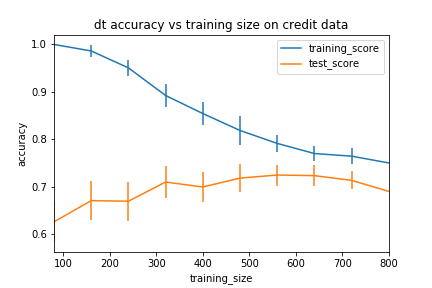 dt accuracy vs training size on credit data
training_score
test_score
1.0
0.9
0.8
0.7
0.6
accuracy
100 200 300 400 500 600 700 800
training_size